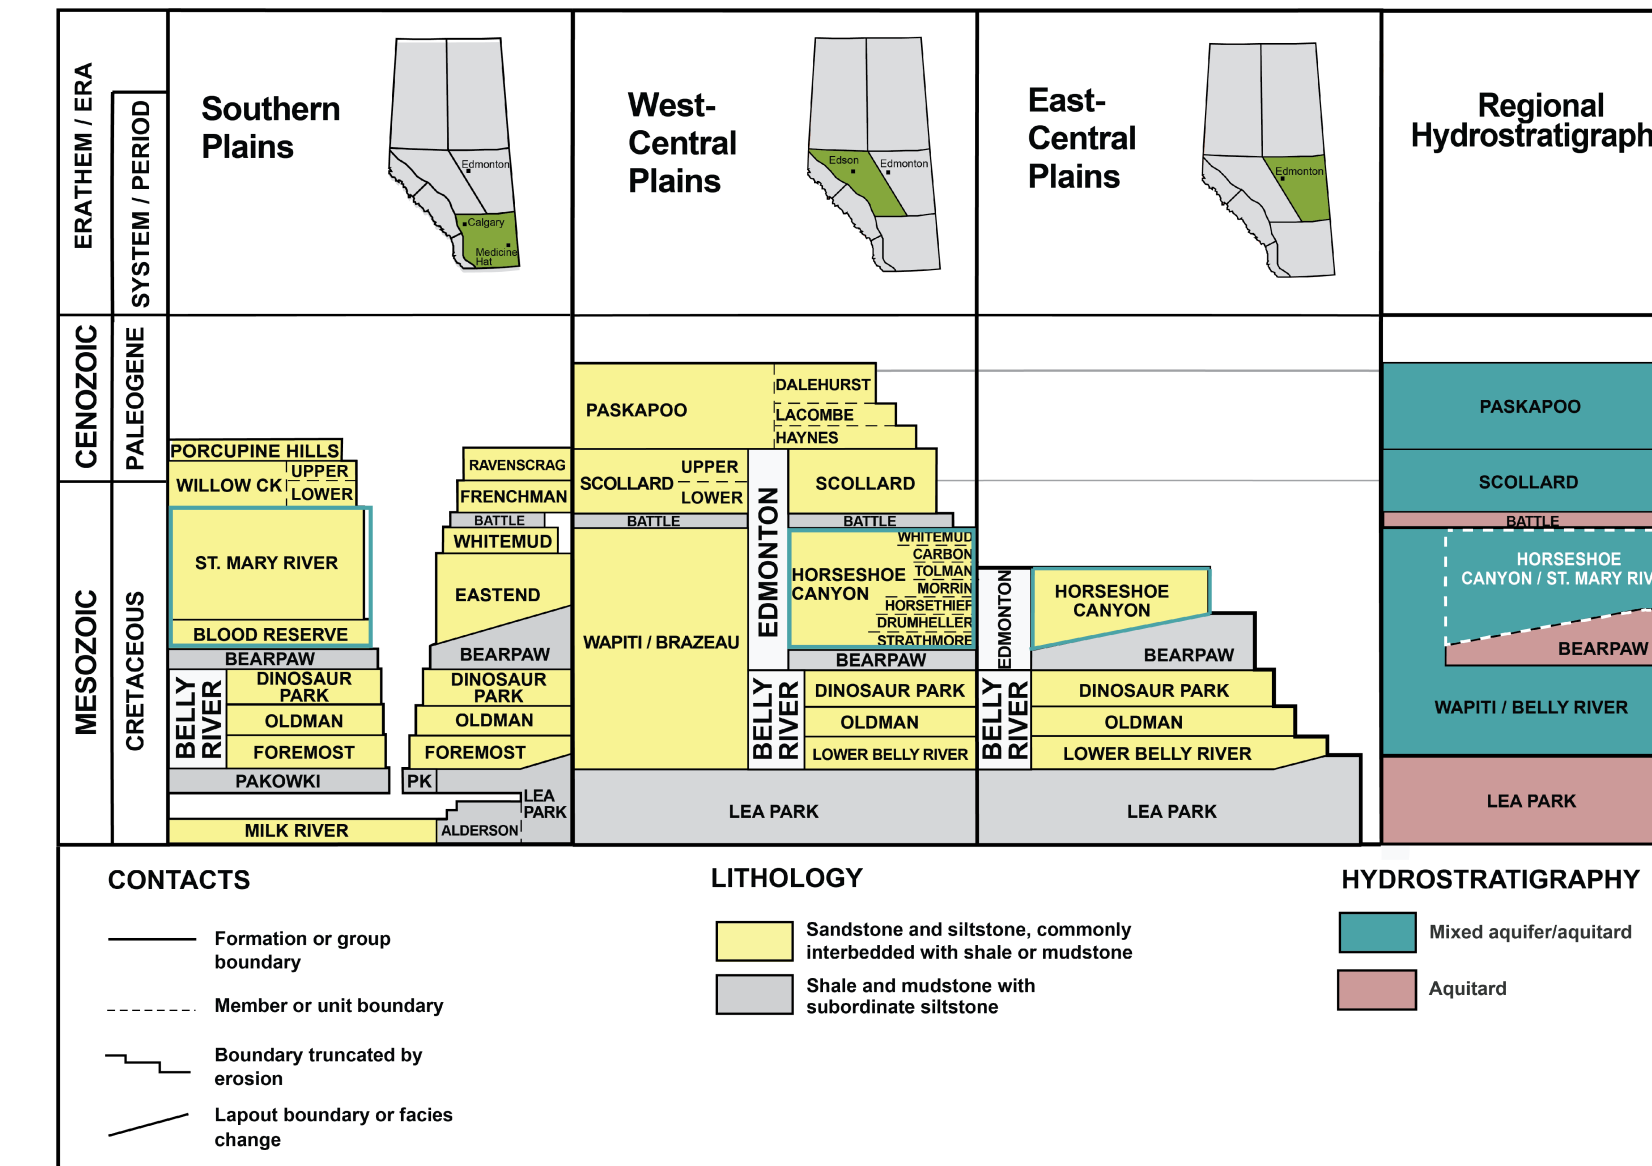 ERATHEM / ERA
SYSTEM / PERIOD
Southern
Plains
Edmonton
Calgary
Medicine
Hat
West-
Central
Plains
Edson
Edmonton
East-
Central
Plains
Edmonton
Regional
Hydrostratigraph
CENOZOIC
PALEOGENE
MESOZOIC
CRETACEOUS
PORCUPINE HILLS
WILLOW CK
UPPER
LOWER
ST. MARY RIVER
BLOOD RESERVE
BEARPAW
BELLY
RIVER
DINOSAUR
PARK
OLDMAN
FOREMOST
PAKOWKI
MILK RIVER
RAVENSCRAG
FRENCHMAN
BATTLE
WHITEMUD
EASTEND
BEARPAW
DINOSAUR
PARK
OLDMAN
FOREMOST
PK
LEA
PARK
ALDERSON
PASKAPOO
DALEHURST
LACOMBE
HAYNES
SCOLLARD
UPPER
LOWER
BATTLE
WAPITI / BRAZEAU
EDMONTON
SCOLLARD
BATTLE
HORSESHOE
CANYON
WHITEMUD
CARBON
TOLMAN
MORRIN
HORSETHIEF
DRUMHELLER
STRATHMORE
BEARPAW
BELLY
RIVER
DINOSAUR PARK
OLDMAN
LOWER BELLY RIVER
LEA PARK
EDMONTON
HORSESHOE
CANYON
BEARPAW
BELLY
RIVER
DINOSAUR PARK
OLDMAN
LOWER BELLY RIVER
LEA PARK
PASKAPOO
SCOLLARD
BATTLE
HORSESHOE
CANYON / ST. MARY RIV
BEARPAW
WAPITI / BELLY RIVER
LEA PARK
CONTACTS
Formation or group
boundary
Member or unit boundary
Boundary truncated by
erosion
Lapout boundary or facies
change
LITHOLOGY
Sandstone and siltstone, commonly
interbedded with shale or mudstone
Shale and mudstone with
subordinate siltstone
HYDROSTRATIGRAPHY
Mixed aquifer/aquitard
Aquitard